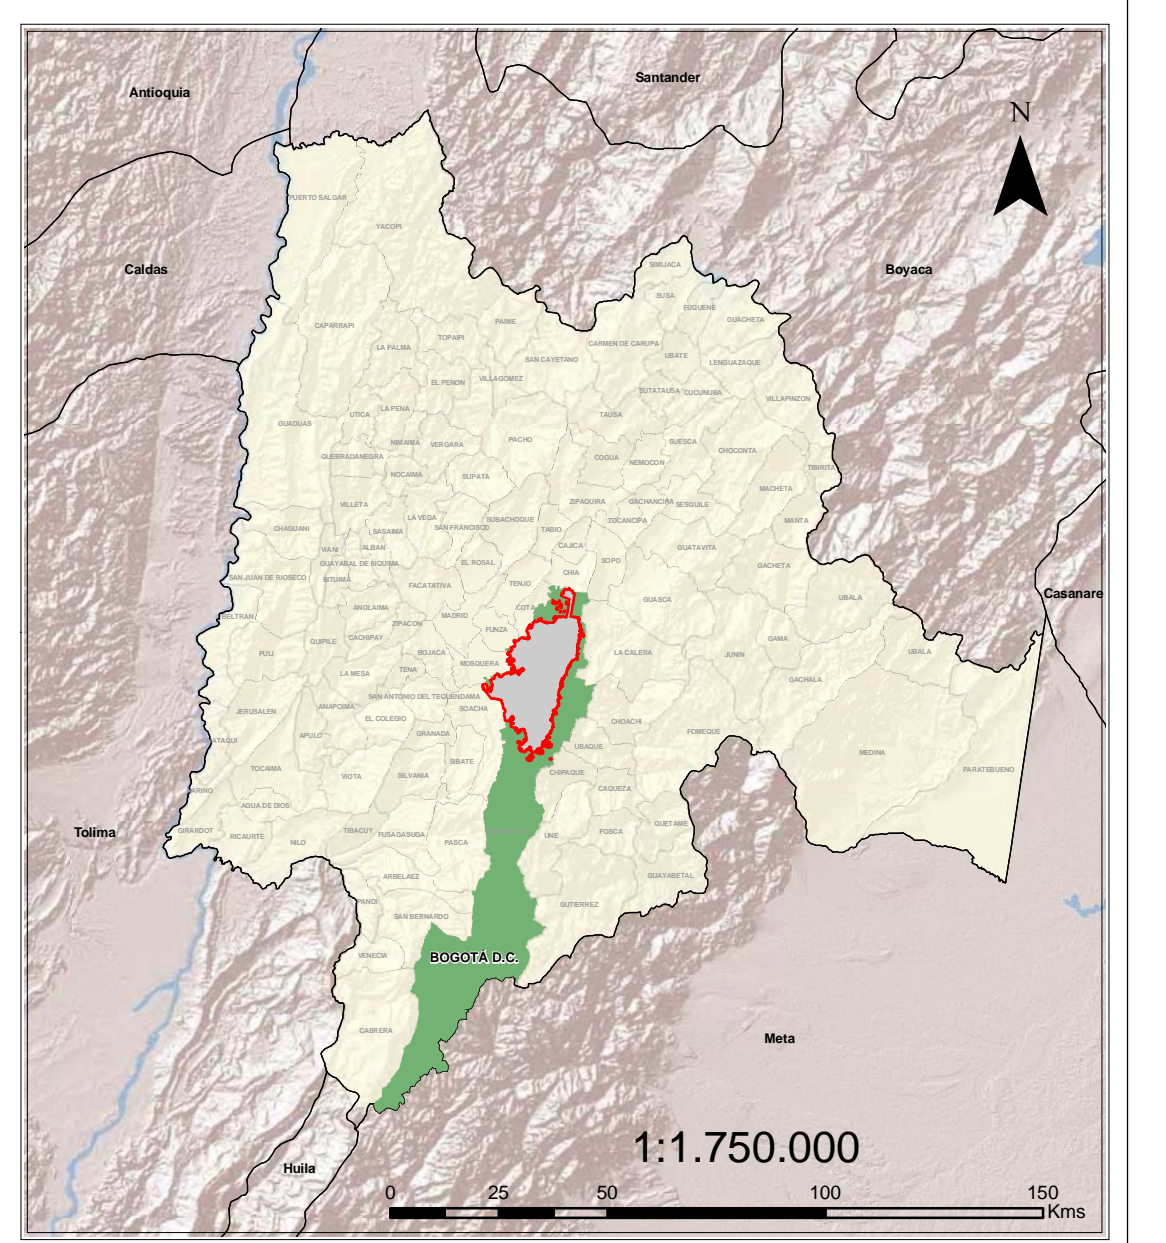 Antioquia
Santander
N
PUERTO SALGAR
YACOPI
SIMIJACA
Caldas
Boyaca
SUSA
FUQUENE
GUACHETA
CAPARRAPI
PAIME
TOPAIPI
LA PALMA
CARMEN DE CARUPA
UBATE
SAN CAYETANO
LENGUAZAQUE
EL PENON
VILLAGOMEZ
SUTATAUSA
CUCUNUBA
VILLAPINZON
UTICA
LA PENA
TAUSA
GUADUAS
NIMAIMA
VERGARA
PACHO
SUESCA
CHOCONTA
QUEBRADANEGRA
COGUA
NEMOCON
TIBIRITA
NOCAIMA
SUPATA
MACHETA
VILLETA
ZIPAQUIRA
GACHANCIPA
SESQUILE
LA VEGA
SUBACHOQUE
TOCANCIPA
MANTA
CHAGUANI
SASAIMA
SAN FRANCISCO
TABIO
VIANI
ALBAN
CAJICA
GUATAVITA
GUAYABAL DE SIQUIMA
EL ROSAL
SOPO
GACHETA
SAN JUAN DE RIOSECO
BITUIMA
CHIA
FACATATIVA
TENJO
Casanare
ANOLAIMA
COTA
GUASCA
UBALA
BELTRAN
MADRID
ZIPACON
FUNZA
QUIPILE
CACHIPAY
GAMA
PULI
BOJACA
LA CALERA
JUNIN
UBALA
LA MESA
TENA
MOSQUERA
GACHALA
SAN ANTONIO DEL TEQUENDAMA
JERUSALEN
ANAPOIMA
SOACHA
EL COLEGIO
CHOACHI
ATAQUI
APULO
GRANADA
FOMEQUE
UBAQUE
MEDINA
TOCAIMA
VIOTA
SILVANIA
SIBATE
CHIPAQUE
PARATEBUENO
ARINO
CAQUEZA
AGUA DE DIOS
Tolima
GIRARDOT
RICAURTE
NILO
TIBACUY
FUSAGASUGA
PASCA
UNE
FOSCA
QUETAME
ARBELAEZ
GUAYABETAL
PANDI
SAN BERNARDO
GUTIERREZ
VENECIA
BOGOTÁ D.C.
CABRERA
Meta
1:1.750.000
Huila
0 25 50 100 150
Kms